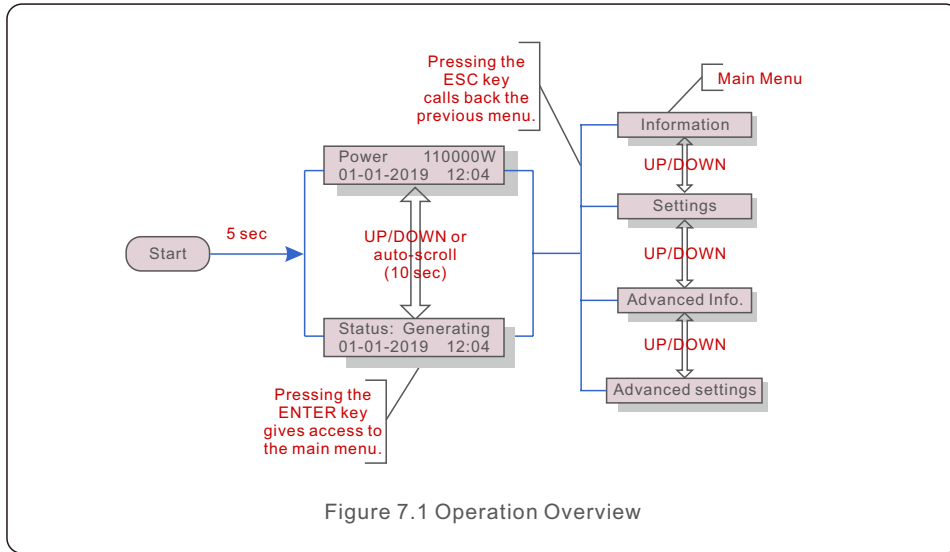 Pressing the
ESC key
calls back the
previous menu.
Main Menu
Information
UP/DOWN
Settings
UP/DOWN
Advanced Info.
UP/DOWN
Advanced settings
Power 110000W
01-01-2019 12:04
5 sec
Start
UP/DOWN or
auto-scroll
(10 sec)
Status: Generating
01-01-2019 12:04
Pressing the
ENTER key
gives access to
the main menu.
Figure 7.1 Operation Overview